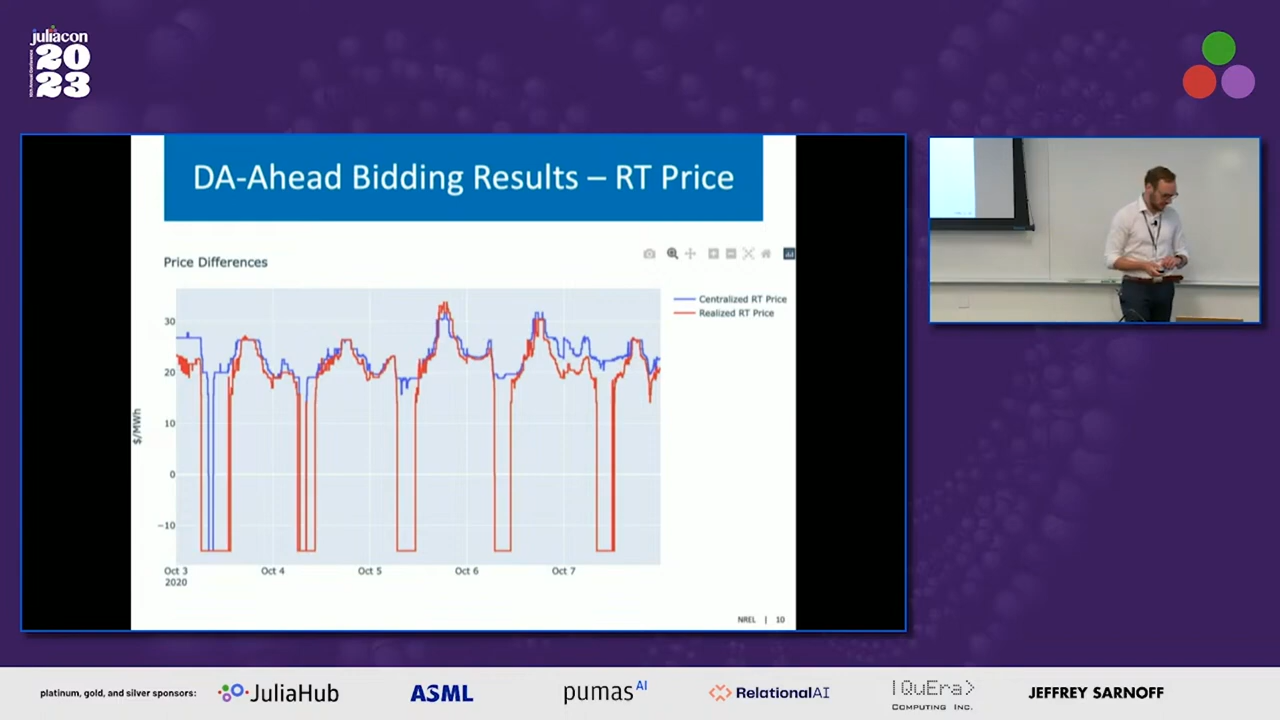 juliacon
20
23
DA-Ahead Bidding Results – RT Price
Price Differences
Centralized RT Price
Realized RT Price
30
20
10
0
−10
$/MWh
Oct 3
2020
Oct 4
Oct 5
Oct 6
Oct 7
NREL | 10
platinum, gold, and silver sponsors:
JuliaHub
ASML
pumas AI
RelationalAI
|QuEra>
COMPUTING INC.
JEFFREY SARNOFF